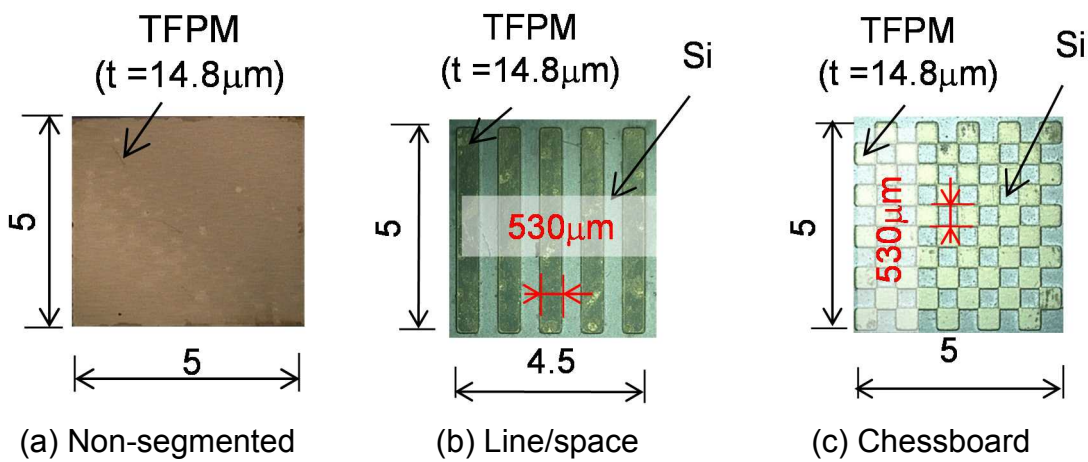 TFPM
(t =14.8μm)
5
5
(a) Non-segmented
TFPM
(t =14.8μm)
Si
5
530μm
4.5
(b) Line/space
TFPM
(t =14.8μm)
Si
5
530μm
5
(c) Chessboard